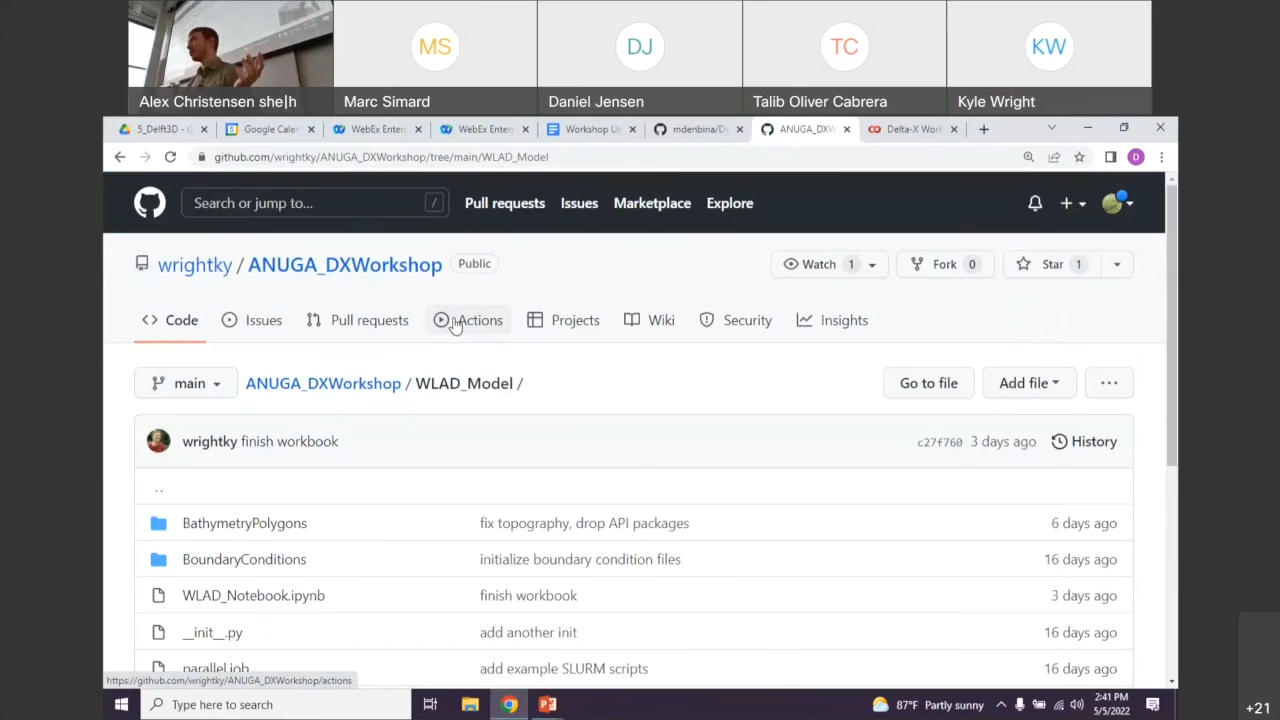 MS
DJ
TC
KW
Alex Christensen she|h
Marc Simard
Daniel Jensen
Talib Oliver Cabrera
Kyle Wright
5_Delft3D - G
Google Caler
WebEx Enter
WebEx Enter
Workshop U
mdenbina/De
ANUGA_DXW
Delta-X Work
github.com/wrightky/ANUGA_DXWorkshop/tree/main/WLAD_Model
D
Search or jump to...
/
Pull requests
Issues
Marketplace
Explore
wrightky / ANUGA_DXWorkshop
Public
Watch 1
Fork 0
Star 1
Code
Issues
Pull requests
Actions
Projects
Wiki
Security
Insights
main
ANUGA_DXWorkshop / WLAD_Model /
Go to file
Add file
...
wrightky finish workbook
c27f760 3 days ago
History
..
BathymetryPolygons fix topography, drop API packages 6 days ago
BoundaryConditions initialize boundary condition files 16 days ago
WLAD_Notebook.ipynb finish workbook 3 days ago
__init__.py add another init 16 days ago
parallel.job add example SLURM scripts 16 days ago
https://github.com/wrightky/ANUGA_DXWorkshop/actions
Type here to search
87°F Partly sunny
2:41 PM
5/5/2022
+21